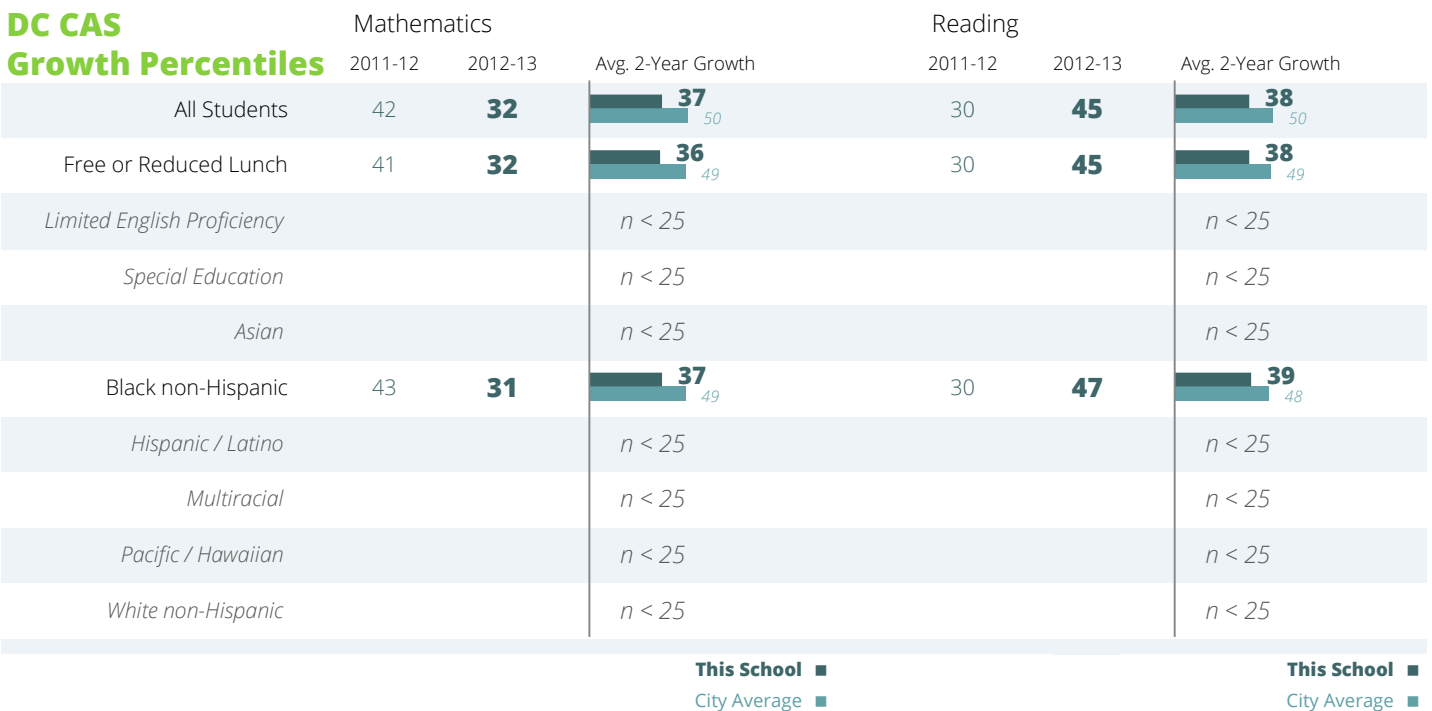 DC CAS
Growth Percentiles
Mathematics
Reading
2011-12 2012-13 Avg. 2-Year Growth 2011-12 2012-13 Avg. 2-Year Growth
All Students 42 32 37 50 30 45 38 50
Free or Reduced Lunch 41 32 36 49 30 45 38 49
Limited English Proficiency n < 25 n < 25
Special Education n < 25 n < 25
Asian n < 25 n < 25
Black non-Hispanic 43 31 37 49 30 47 39 48
Hispanic / Latino n < 25 n < 25
Multiracial n < 25 n < 25
Pacific / Hawaiian n < 25 n < 25
White non-Hispanic n < 25 n < 25
This School This School
City Average City Average